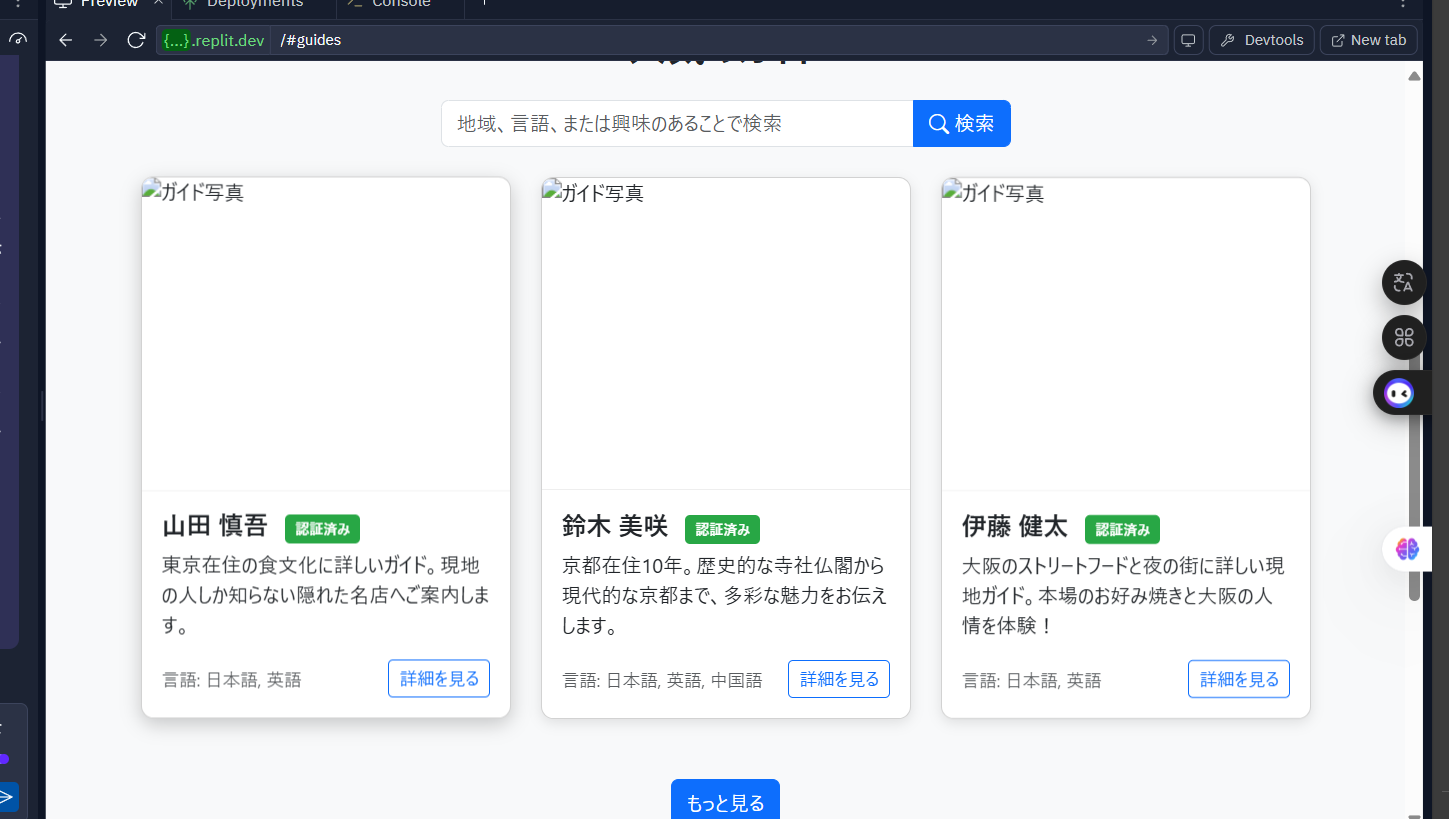 Preview
Deployments
Console
{...}.replit.dev
/#guides
Devtools
New tab
地域、言語、または興味のあることで検索
検索
ガイド写真
ガイド写真
ガイド写真
山田 慎吾 認証済み
東京在住の食文化に詳しいガイド。現地
の人しか知らない隠れた名店へご案内しま
す。
言語: 日本語, 英語
詳細を見る
鈴木 美咲 認証済み
京都在住10年。歴史的な寺社仏閣から
現代的な京都まで、多彩な魅力をお伝え
します。
言語: 日本語, 英語, 中国語
詳細を見る
伊藤 健太 認証済み
大阪のストリートフードと夜の街に詳しい現
地ガイド。本場のお好み焼きと大阪の人
情を体験！
言語: 日本語, 英語
詳細を見る
もっと見る